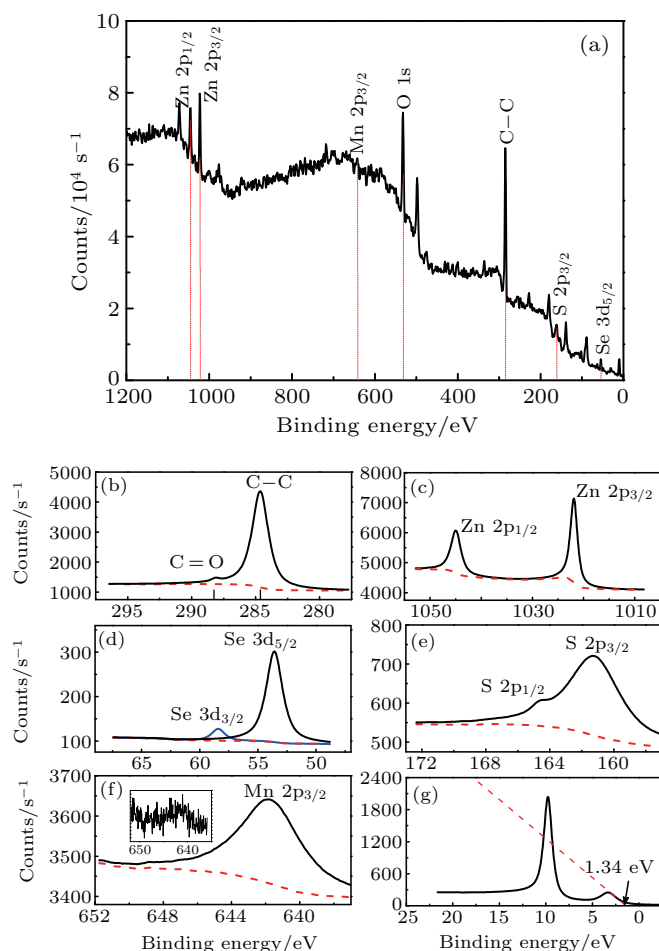 10
8
6
4
2
0
Counts/10⁴ s⁻¹
(a)
Zn 2p1/2
Zn 2p3/2
Mn 2p3/2
O 1s
C−C
S 2p3/2
Se 3d5/2
1200 1000 800 600 400 200 0
Binding energy/eV
5000
4000
3000
2000
1000
Counts/s⁻¹
(b)
C−C
C=O
295 290 285 280
8000
7000
6000
5000
4000
(c)
Zn 2p3/2
Zn 2p1/2
1050 1030 1010
300
200
100
Counts/s⁻¹
(d)
Se 3d5/2
Se 3d3/2
65 60 55 50
800
700
600
500
(e)
S 2p3/2
S 2p1/2
172 168 164 160
3700
3600
3500
3400
Counts/s⁻¹
(f)
Mn 2p3/2
650 640
652 648 644 640
Binding energy/eV
2400
1800
1200
600
0
(g)
1.34 eV
25 20 15 10 5 0
Binding energy/eV